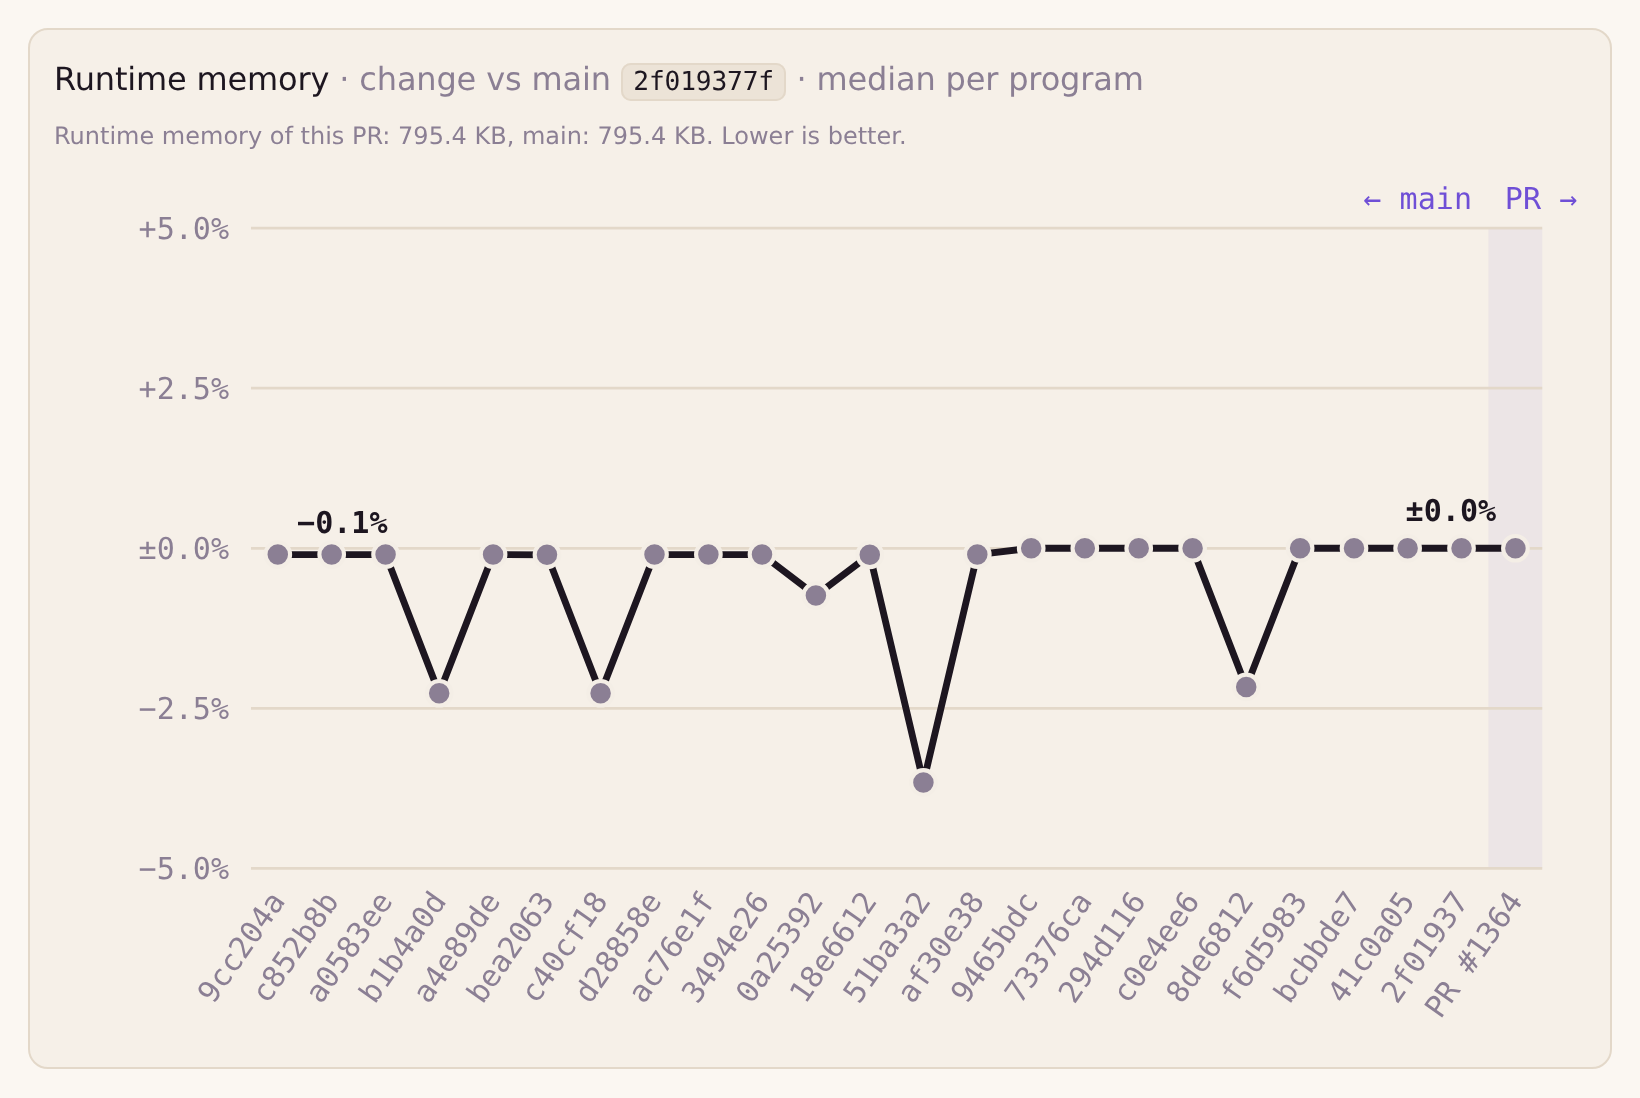 Runtime memory · change vs main 2f019377f · median per program
Runtime memory of this PR: 795.4 KB, main: 795.4 KB. Lower is better.
← main PR →
+5.0%
+2.5%
−0.1%
±0.0%
±0.0%
−2.5%
−5.0%
9cc204a
c852b8b
a0583ee
b1b4a0d
a4e89de
bea2063
c40cf18
d28858e
ac76e1f
3494e26
0a25392
18e6612
51ba3a2
af30e38
9465bdc
73376ca
294d116
c0e4ee6
8de6812
f6d5983
bcbbde7
41c0a05
2f01937
PR #1364